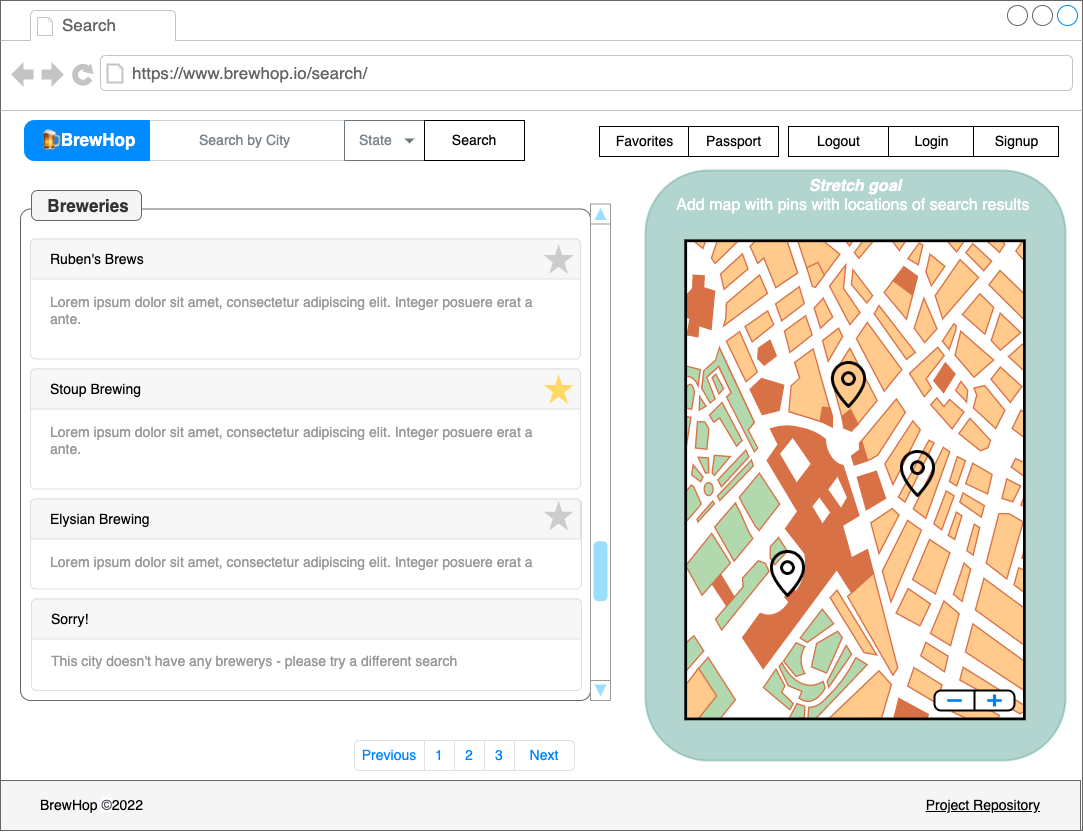 Search
https://www.brewhop.io/search/
🍺BrewHop
Search by City
State
Search
Favorites
Passport
Logout
Login
Signup
Breweries
Ruben's Brews
Lorem ipsum dolor sit amet, consectetur adipiscing elit. Integer posuere erat a
ante.
Stoup Brewing
Lorem ipsum dolor sit amet, consectetur adipiscing elit. Integer posuere erat a
ante.
Elysian Brewing
Lorem ipsum dolor sit amet, consectetur adipiscing elit. Integer posuere erat a
Sorry!
This city doesn't have any brewerys - please try a different search
Previous
1
2
3
Next
Stretch goal
Add map with pins with locations of search results
BrewHop ©2022
Project Repository